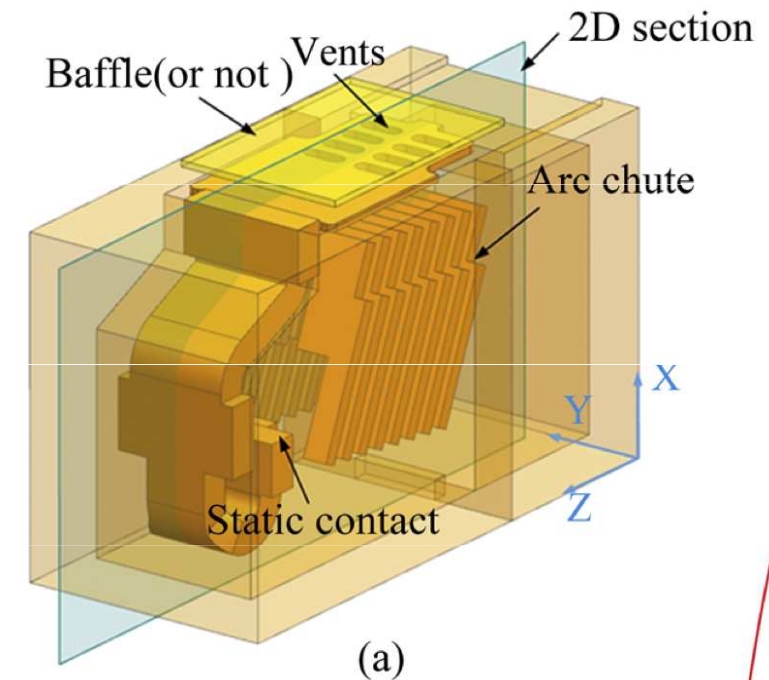 2D section
Vents
Baffle(or not )
Arc chute
X
Y
Z
Static contact
(a)